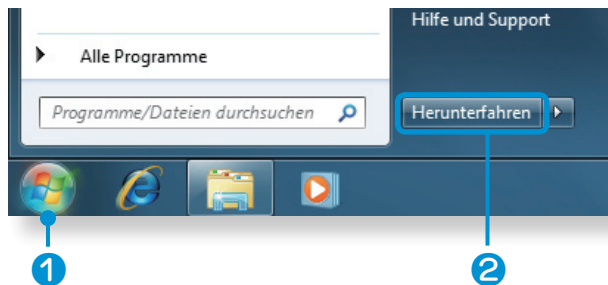 Hilfe und Support
Alle Programme
Programme/Dateien durchsuchen
Herunterfahren
1
2